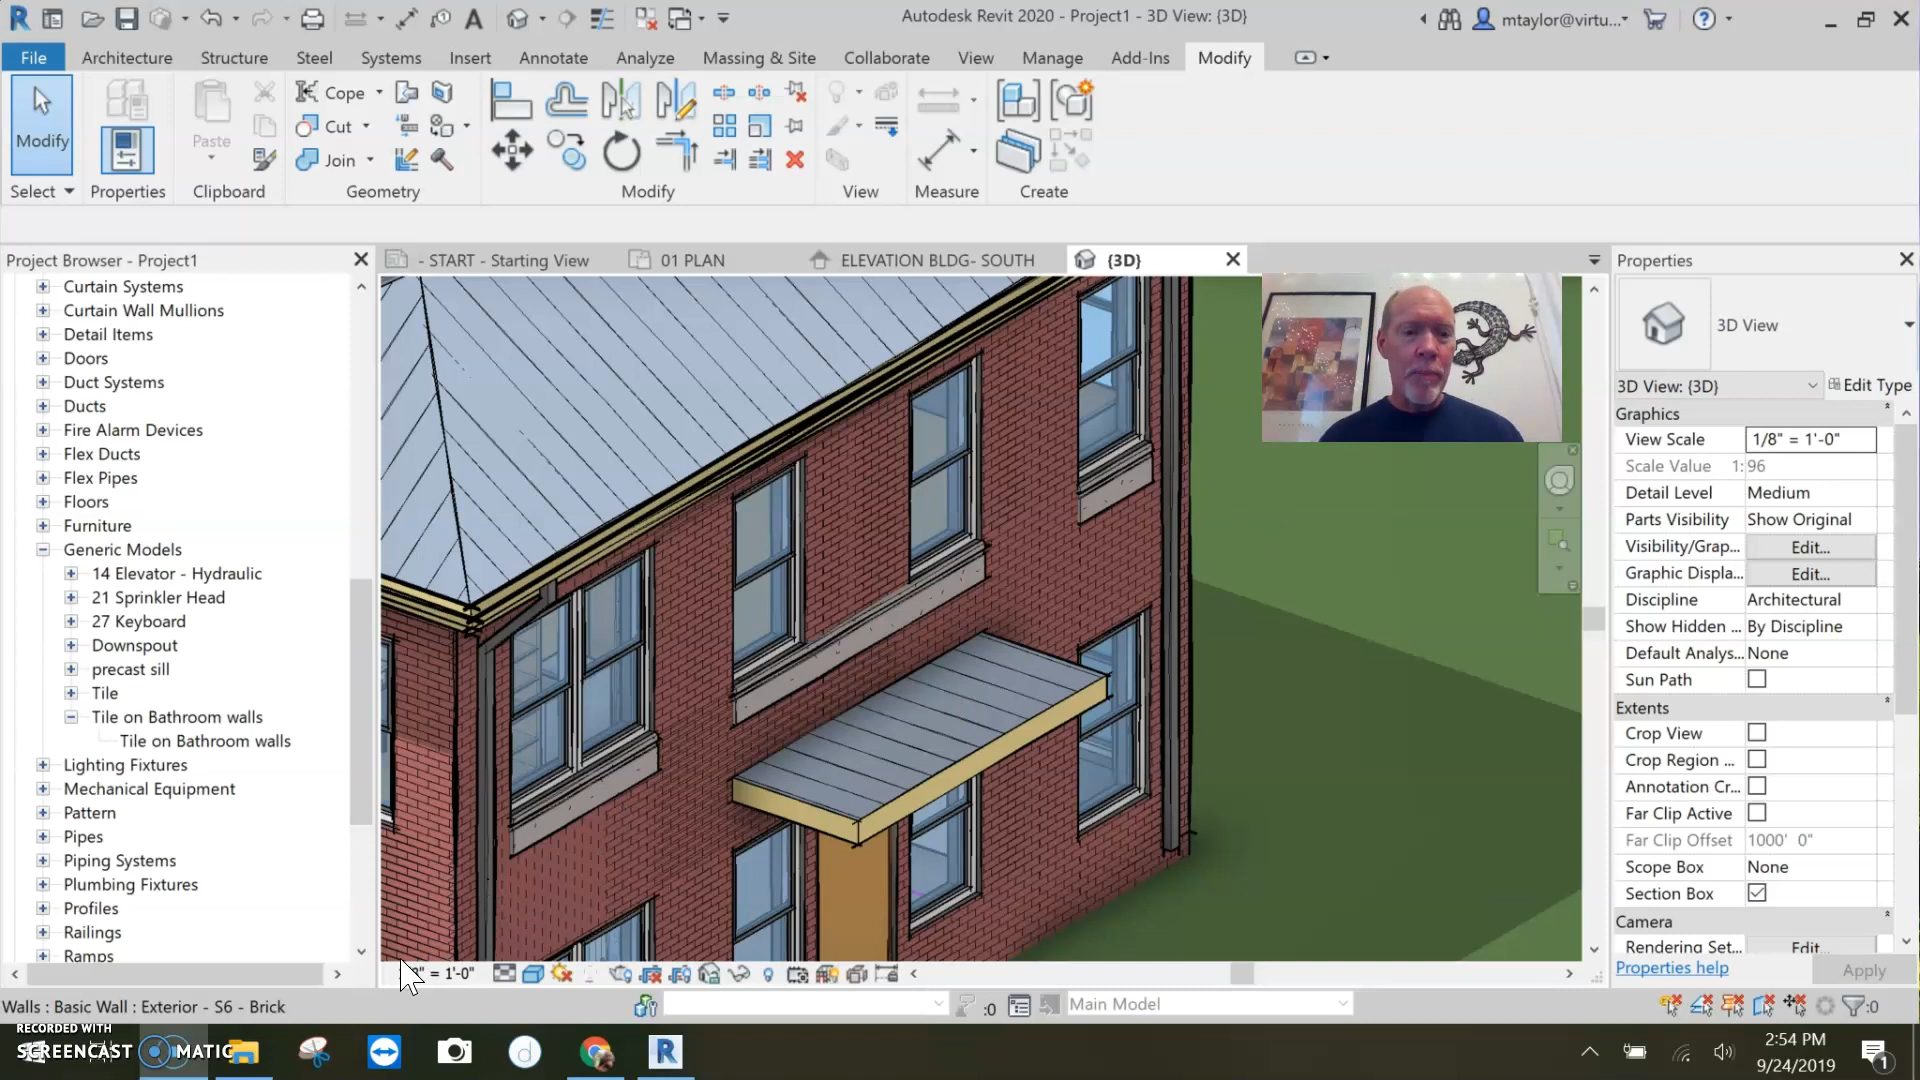 Autodesk Revit 2020 - Project1 - 3D View: {3D}
mtaylor@virtu...
File Architecture Structure Steel Systems Insert Annotate Analyze Massing & Site Collaborate View Manage Add-Ins Modify
Modify
Paste
Cope
Cut
Join
Select Properties Clipboard Geometry Modify View Measure Create
Project Browser - Project1
- START - Starting View
01 PLAN
ELEVATION BLDG- SOUTH
{3D}
Properties
Curtain Systems
Curtain Wall Mullions
Detail Items
Doors
Duct Systems
Ducts
Fire Alarm Devices
Flex Ducts
Flex Pipes
Floors
Furniture
Generic Models
14 Elevator - Hydraulic
21 Sprinkler Head
27 Keyboard
Downspout
precast sill
Tile
Tile on Bathroom walls
Tile on Bathroom walls
Lighting Fixtures
Mechanical Equipment
Pattern
Pipes
Piping Systems
Plumbing Fixtures
Profiles
Railings
Ramps
3D View
3D View: {3D} Edit Type
Graphics
View Scale 1/8" = 1'-0"
Scale Value 1: 96
Detail Level Medium
Parts Visibility Show Original
Visibility/Grap... Edit...
Graphic Displa... Edit...
Discipline Architectural
Show Hidden ... By Discipline
Default Analys... None
Sun Path
Extents
Crop View
Crop Region ...
Annotation Cr...
Far Clip Active
Far Clip Offset 1000' 0"
Scope Box None
Section Box
Camera
Rendering Set... Edit...
Properties help Apply
" = 1'-0"
Walls : Basic Wall : Exterior - S6 - Brick
:0
Main Model
:0
RECORDED WITH
SCREENCAST MATIC
2:54 PM
9/24/2019
1